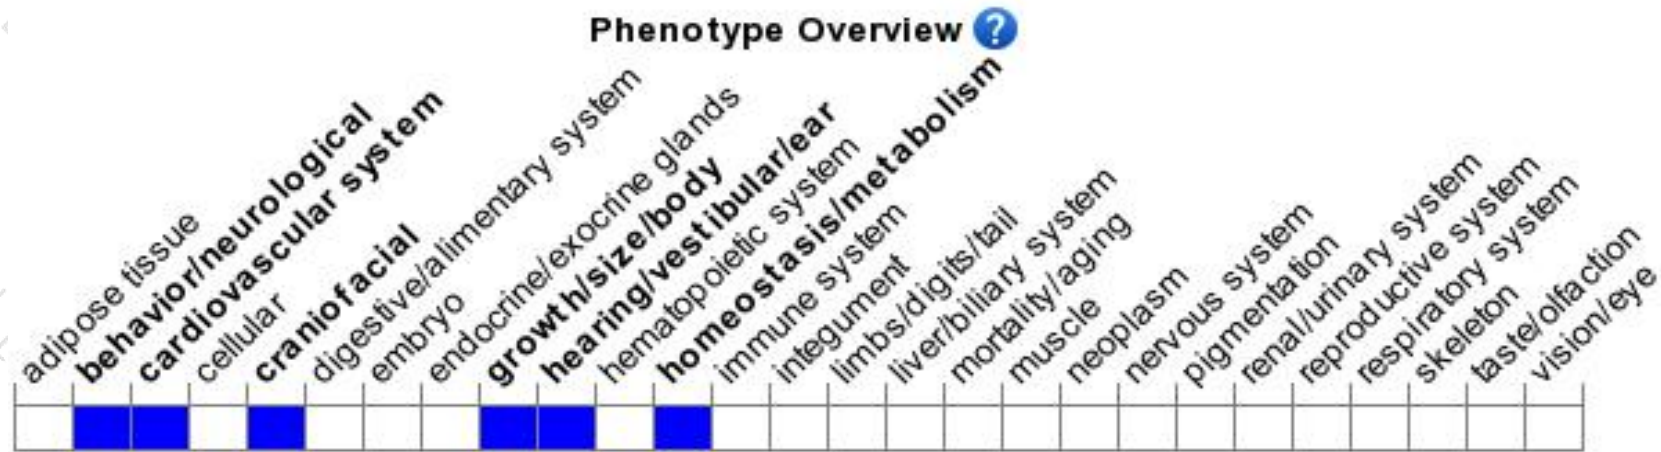 Phenotype Overview ?
adipose tissue
behavior/neurological
cardiovascular system
cellular
craniofacial
digestive/alimentary system
embryo
endocrine/exocrine glands
growth/size/body
hearing/vestibular/ear
hematopoietic system
homeostasis/metabolism
immune system
integument
limbs/digits/tail
liver/biliary system
mortality/aging
muscle
neoplasm
nervous system
pigmentation
renal/urinary system
reproductive system
respiratory system
skeleton
taste/olfaction
vision/eye